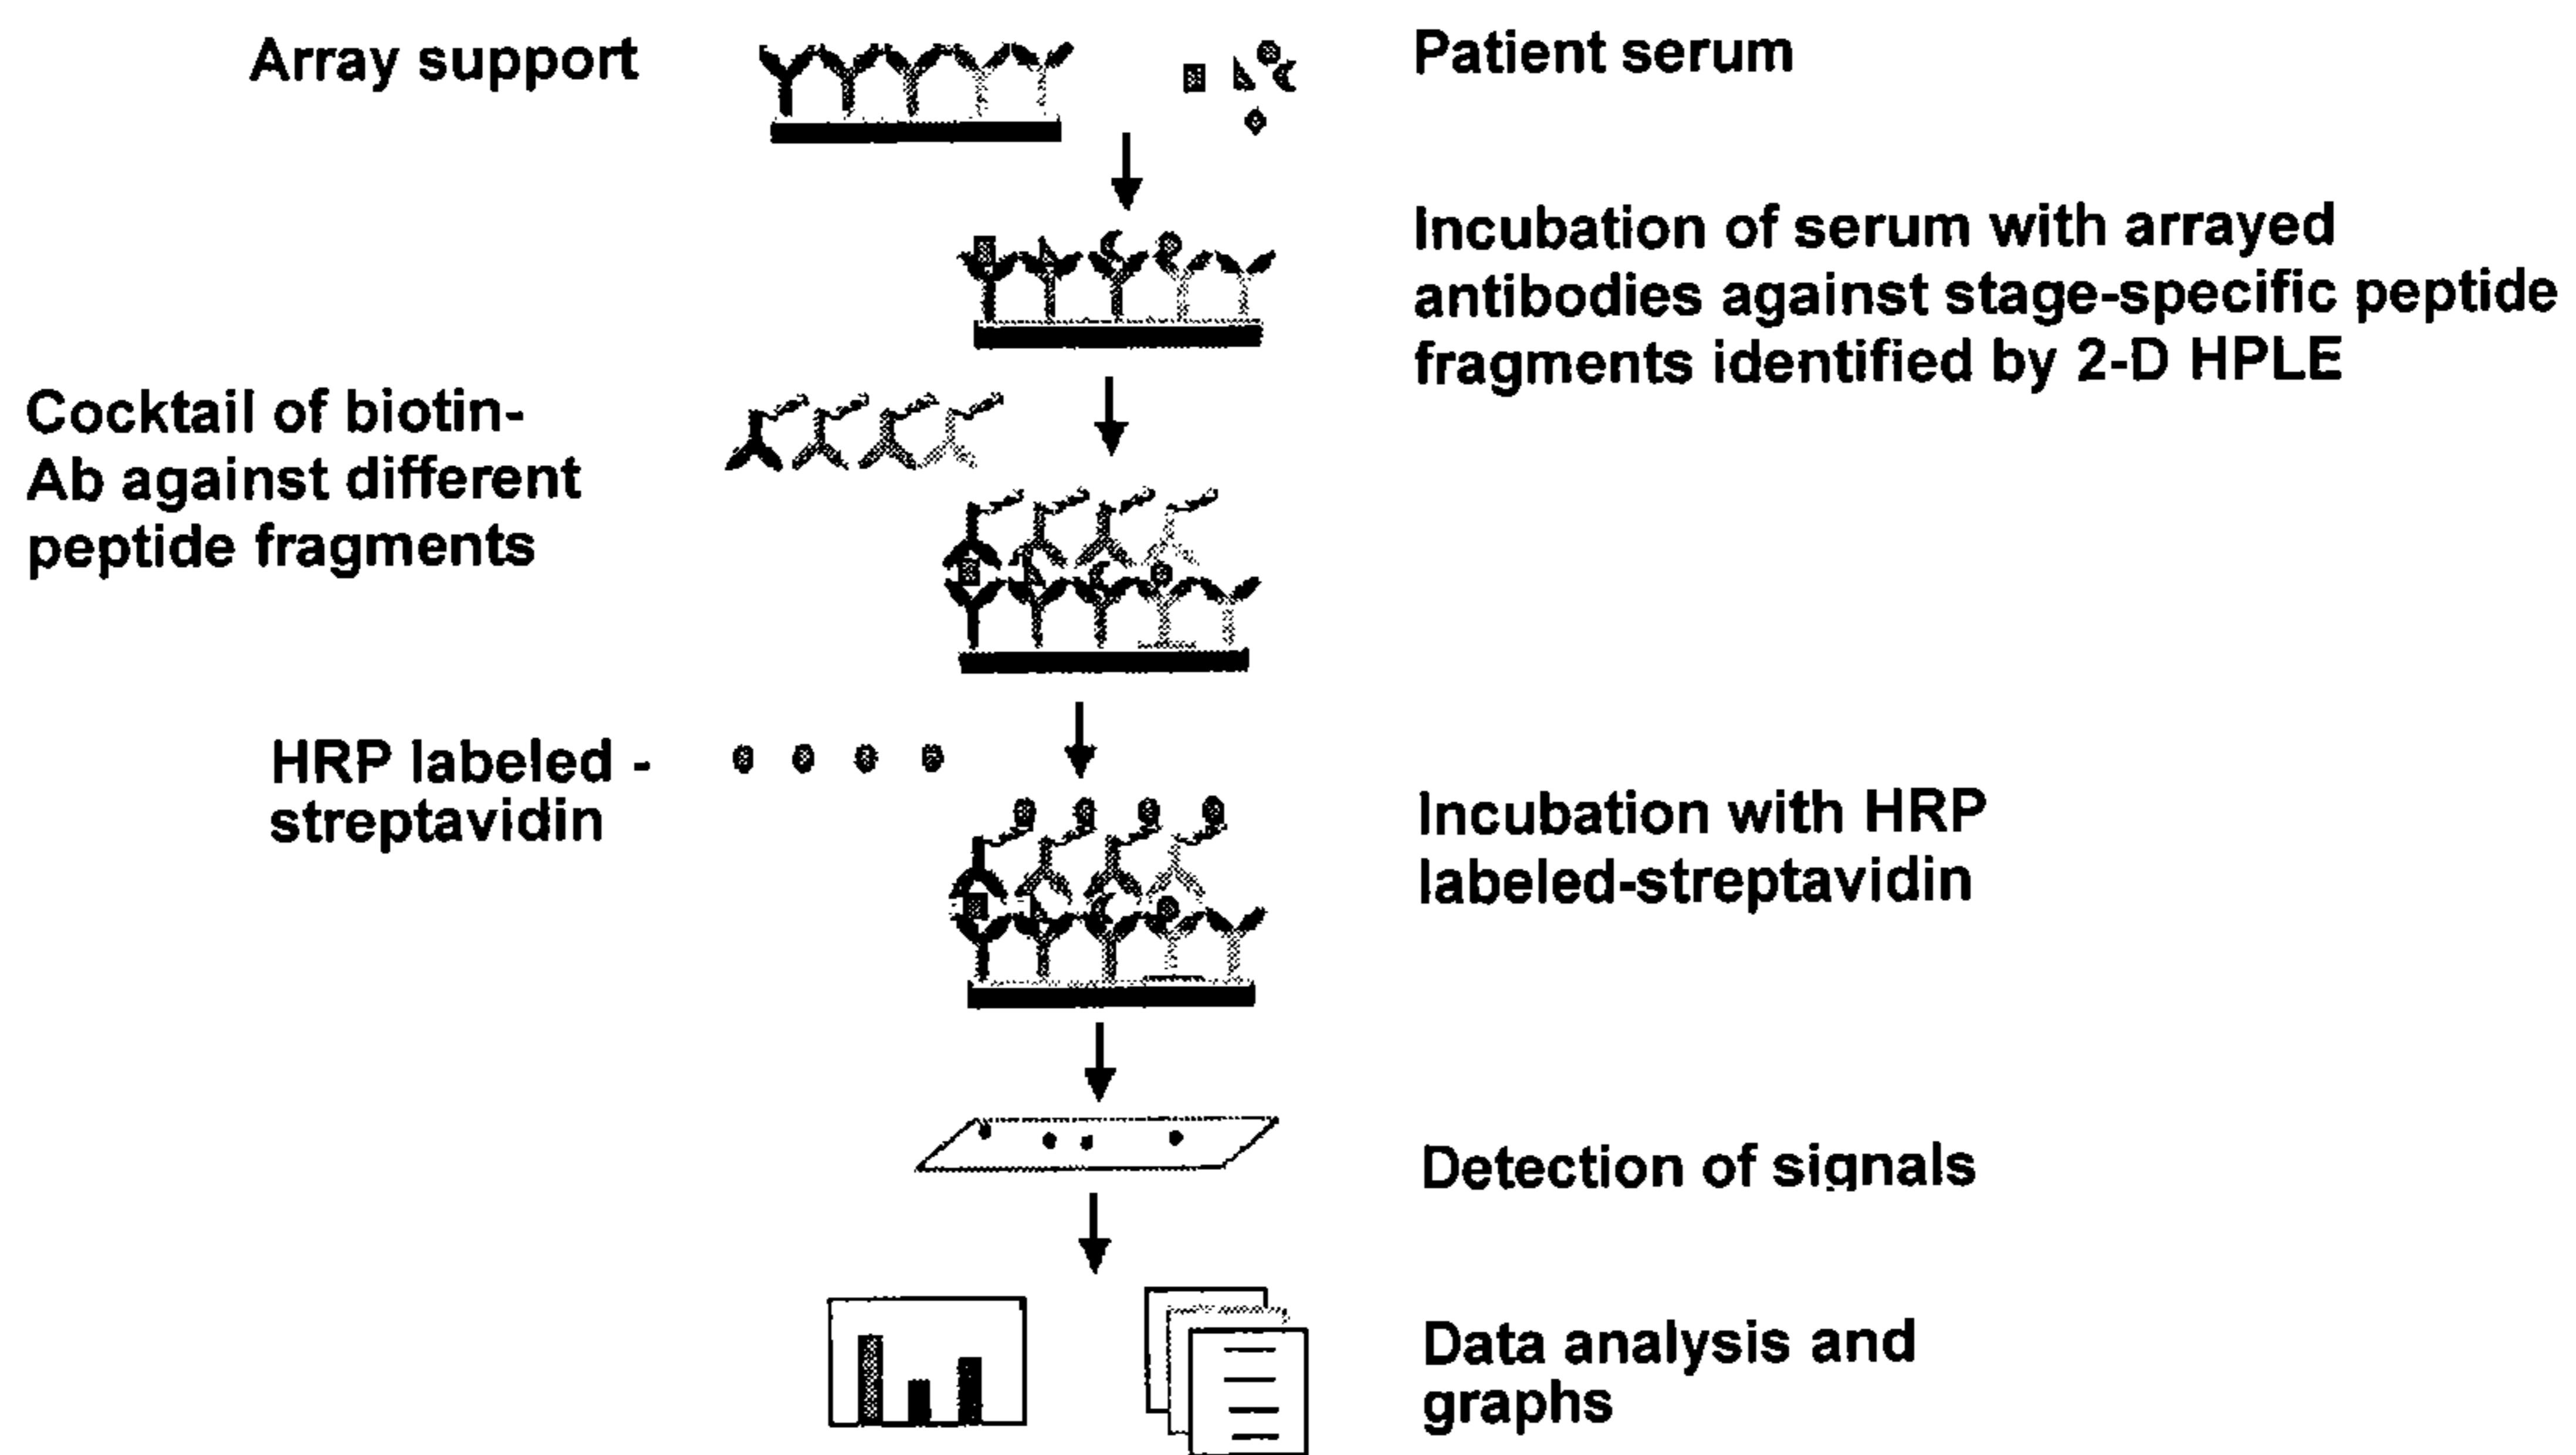 Array support
Patient serum
Incubation of serum with arrayed
antibodies against stage-specific peptide
fragments identified by 2-D HPLE
Cocktail of biotin-
Ab against different
peptide fragments
HRP labeled -
streptavidin
Incubation with HRP
labeled-streptavidin
Detection of signals
Data analysis and
graphs